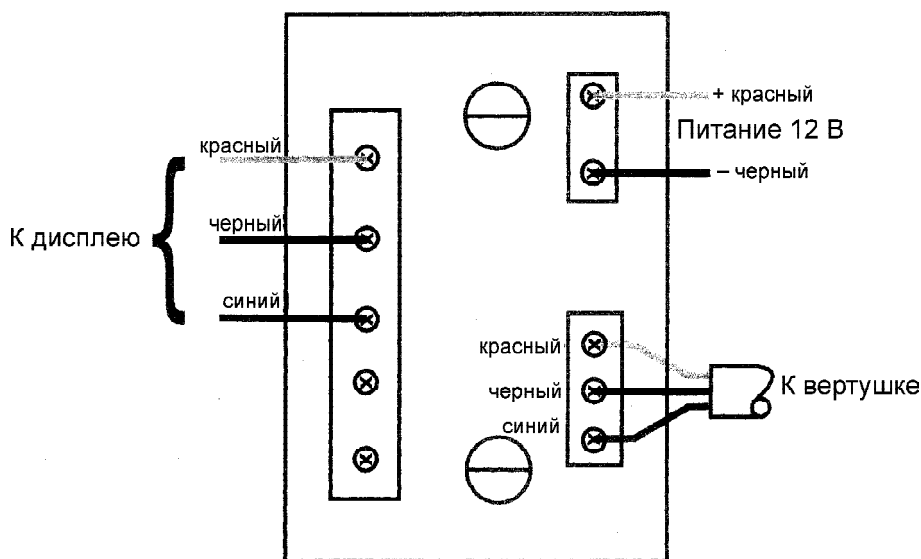 красный
черный
К дисплею
синий
+ красный
Питание 12 В
– черный
красный
черный
К вертушке
синий